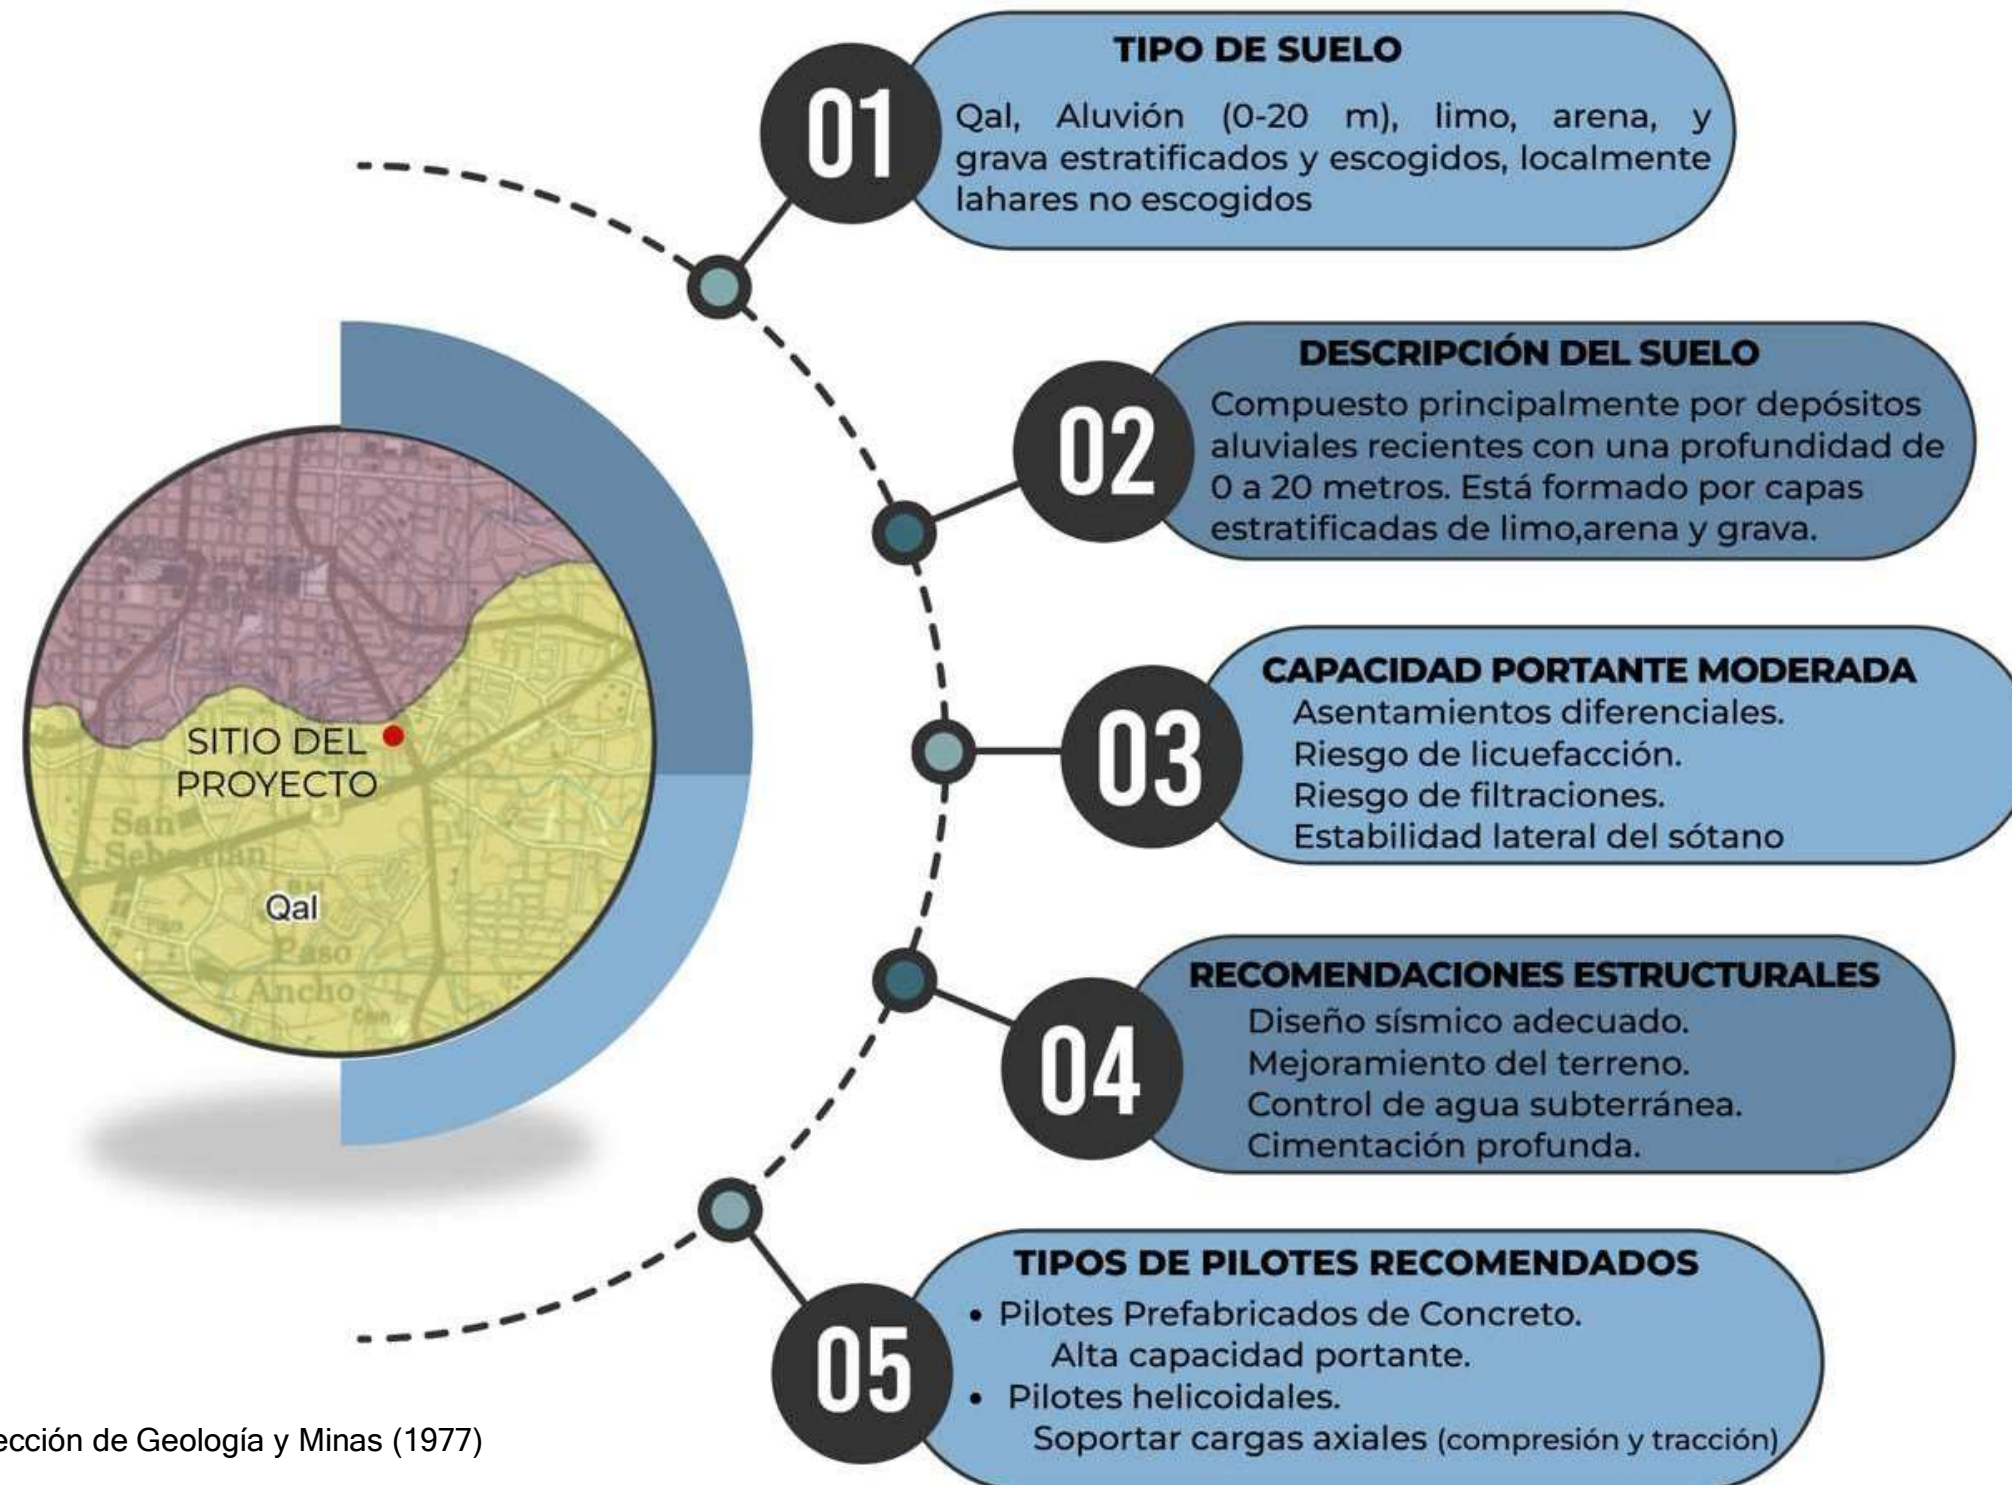 01
TIPO DE SUELO
Qal, Aluvión (0-20 m), limo, arena, y
grava estratificados y escogidos, localmente
lahares no escogidos
02
DESCRIPCIÓN DEL SUELO
Compuesto principalmente por depósitos
aluviales recientes con una profundidad de
0 a 20 metros. Está formado por capas
estratificadas de limo,arena y grava.
SITIO DEL
PROYECTO
San
Sebastián
Qal
Paso
Ancho
03
CAPACIDAD PORTANTE MODERADA
Asentamientos diferenciales.
Riesgo de licuefacción.
Riesgo de filtraciones.
Estabilidad lateral del sótano
04
RECOMENDACIONES ESTRUCTURALES
Diseño sísmico adecuado.
Mejoramiento del terreno.
Control de agua subterránea.
Cimentación profunda.
05
TIPOS DE PILOTES RECOMENDADOS
• Pilotes Prefabricados de Concreto.
Alta capacidad portante.
• Pilotes helicoidales.
Soportar cargas axiales (compresión y tracción)
ección de Geología y Minas (1977)